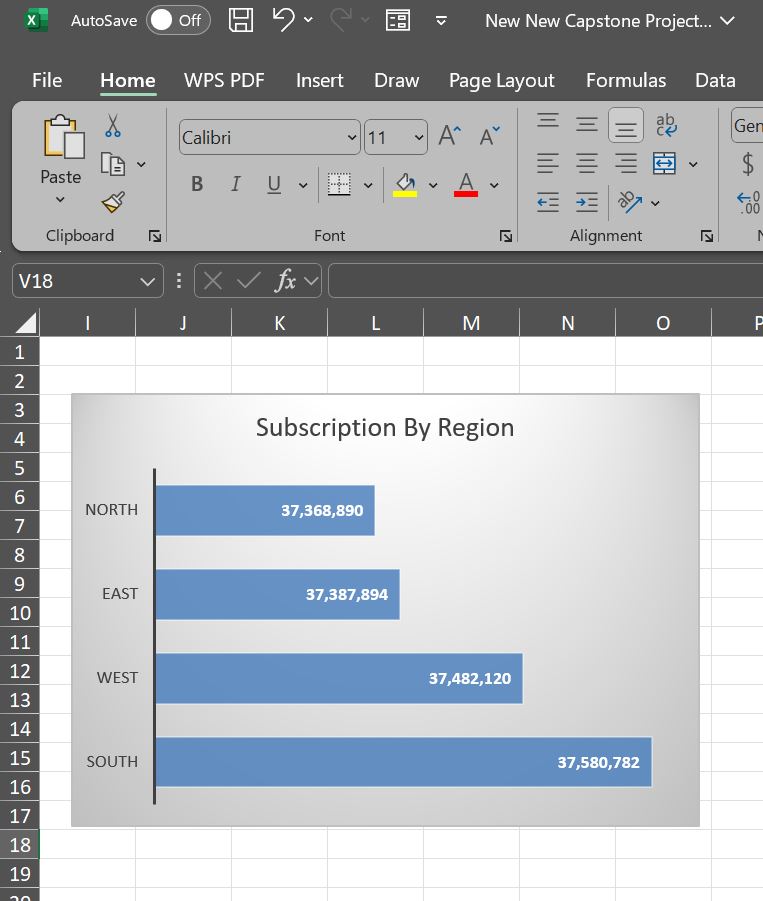 AutoSave Off New New Capstone Project...
File Home WPS PDF Insert Draw Page Layout Formulas Data
Paste
Calibri 11
B I U
ab
Gen
$
.00
Clipboard Font Alignment
V18 fx
I J K L M N O P
1
2
3
4
5
6
7
8
9
10
11
12
13
14
15
16
17
18
19
20
Subscription By Region
NORTH 37,368,890
EAST 37,387,894
WEST 37,482,120
SOUTH 37,580,782